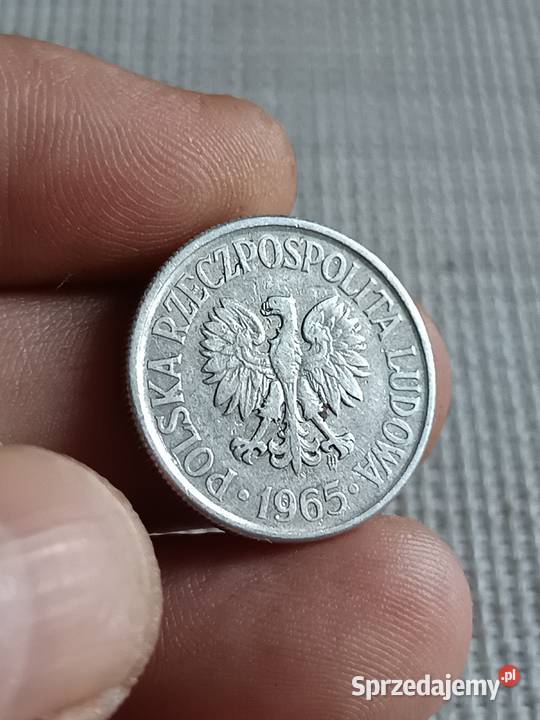 POLSKA RZECZPOSPOLITA LUDOWA
· 1965 ·
Sprzedajemy.pl